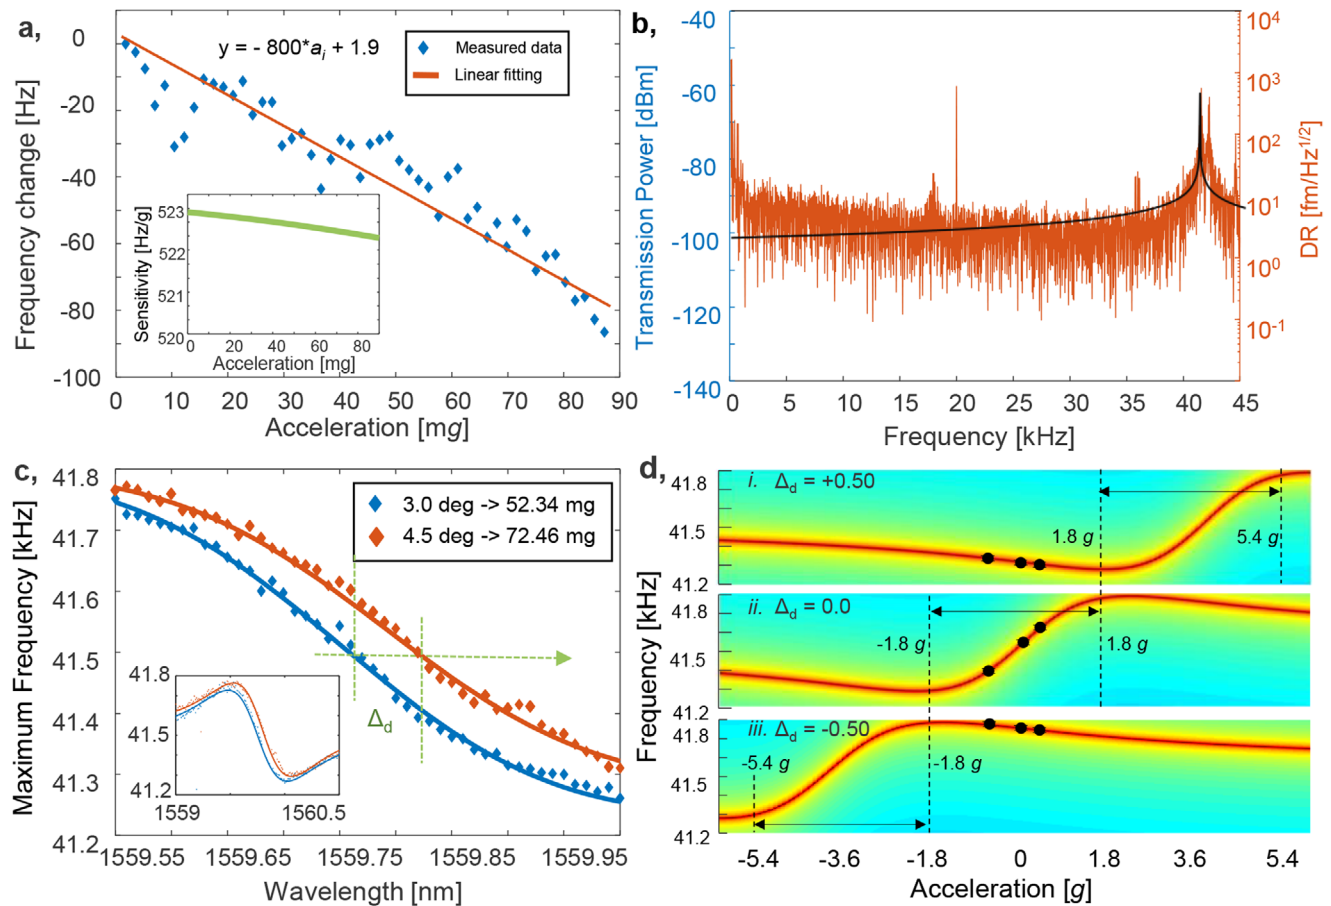 a,
y = - 800*ai + 1.9
Measured data
Linear fitting
Frequency change [Hz]
0
-20
-40
-60
-80
-100
0 10 20 30 40 50 60 70 80 90
Acceleration [mg]
Sensitivity [Hz/g]
523
522
521
520
0 20 40 60 80
Acceleration [mg]
b,
Transmission Power [dBm]
-40
-60
-80
-100
-120
-140
DR [fm/Hz1/2]
10^4
10^3
10^2
10^1
10^0
10^-1
0 5 10 15 20 25 30 35 40 45
Frequency [kHz]
c,
Maximum Frequency [kHz]
41.8
41.7
41.6
41.5
41.4
41.3
41.2
3.0 deg -> 52.34 mg
4.5 deg -> 72.46 mg
Δd
41.8
41.5
41.2
1559 1560.5
1559.55 1559.65 1559.75 1559.85 1559.95
Wavelength [nm]
d,
Frequency [kHz]
41.8
41.5
41.2
i. Δd = +0.50
1.8 g
5.4 g
41.8
41.5
41.2
ii. Δd = 0.0
-1.8 g
1.8 g
41.8
41.5
41.2
iii. Δd = -0.50
-5.4 g
-1.8 g
-5.4 -3.6 -1.8 0 1.8 3.6 5.4
Acceleration [g]